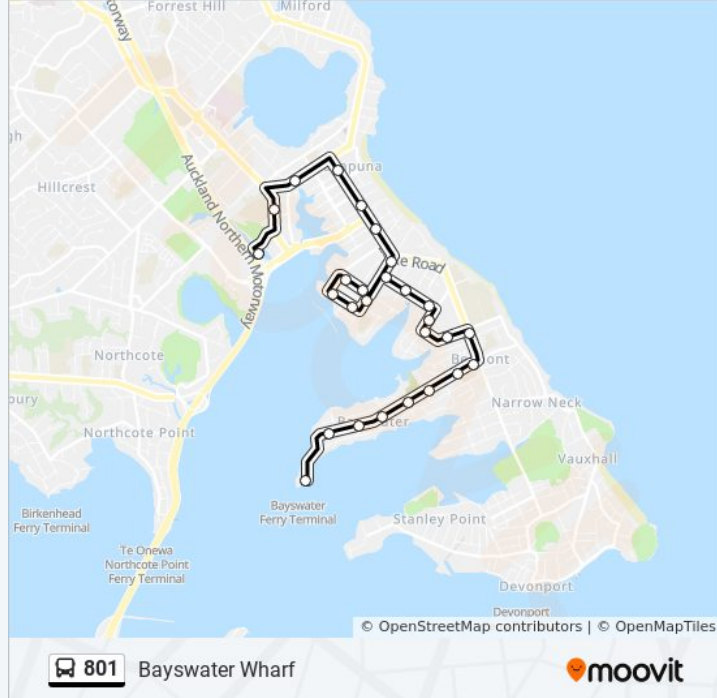 Forrest Hill
Milford
Hillcrest
Auckland Northern Motorway
Northcote
Northcote Point
Narrow Neck
Vauxhall
Birkenhead
Ferry Terminal
Bayswater
Ferry Terminal
Stanley Point
Te Onewa
Northcote Point
Ferry Terminal
Devonport
Devonport
© OpenStreetMap contributors | © OpenMapTiles
801 Bayswater Wharf
moovit